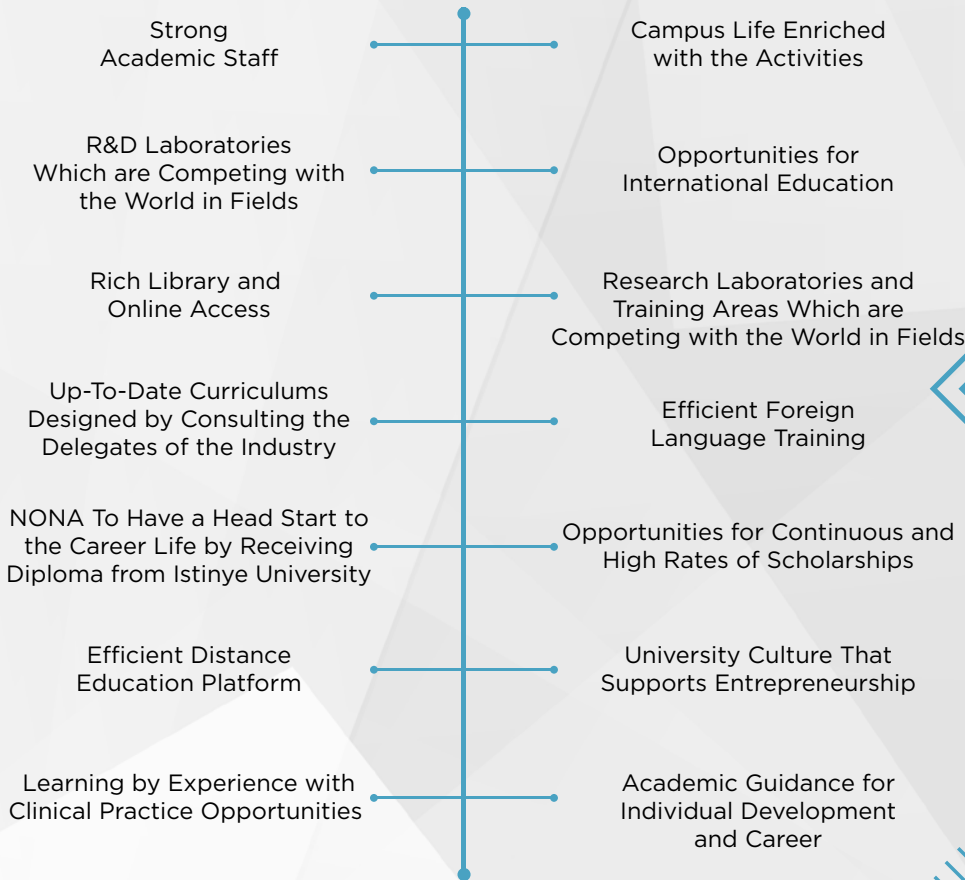 Strong
Academic Staff
Campus Life Enriched
with the Activities
R&D Laboratories
Which are Competing with
the World in Fields
Opportunities for
International Education
Rich Library and
Online Access
Research Laboratories and
Training Areas Which are
Competing with the World in Fields
Up-To-Date Curriculums
Designed by Consulting the
Delegates of the Industry
Efficient Foreign
Language Training
NONA To Have a Head Start to
the Career Life by Receiving
Diploma from Istinye University
Opportunities for Continuous and
High Rates of Scholarships
Efficient Distance
Education Platform
University Culture That
Supports Entrepreneurship
Learning by Experience with
Clinical Practice Opportunities
Academic Guidance for
Individual Development
and Career